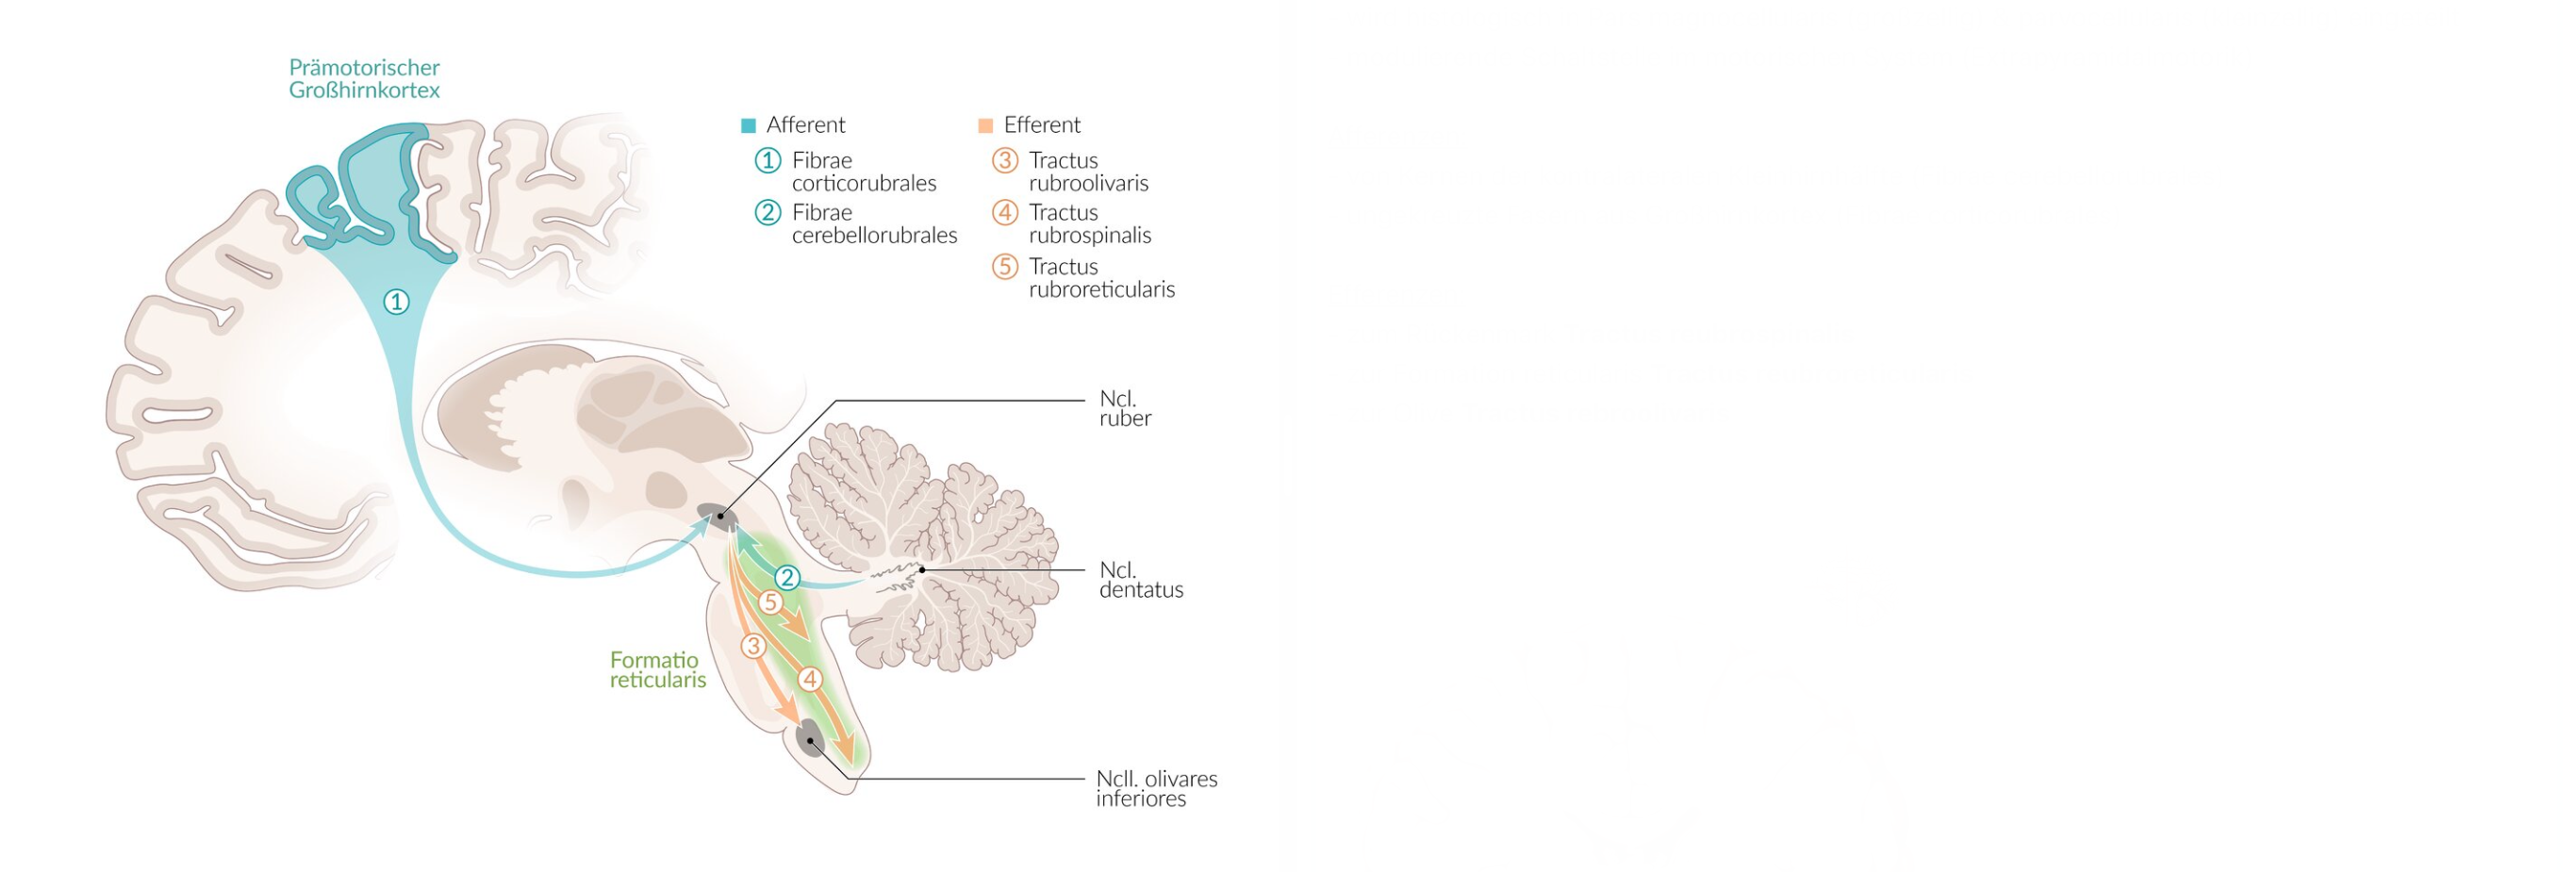 Prämotorischer
Großhirnkortex
Afferent
1 Fibrae
corticorubrales
2 Fibrae
cerebellorubrales
Efferent
3 Tractus
rubroolivaris
4 Tractus
rubrospinalis
5 Tractus
rubroreticularis
1
Ncl.
ruber
2
5
3
4
Ncl.
dentatus
Formatio
reticularis
Ncll. olivares
inferiores